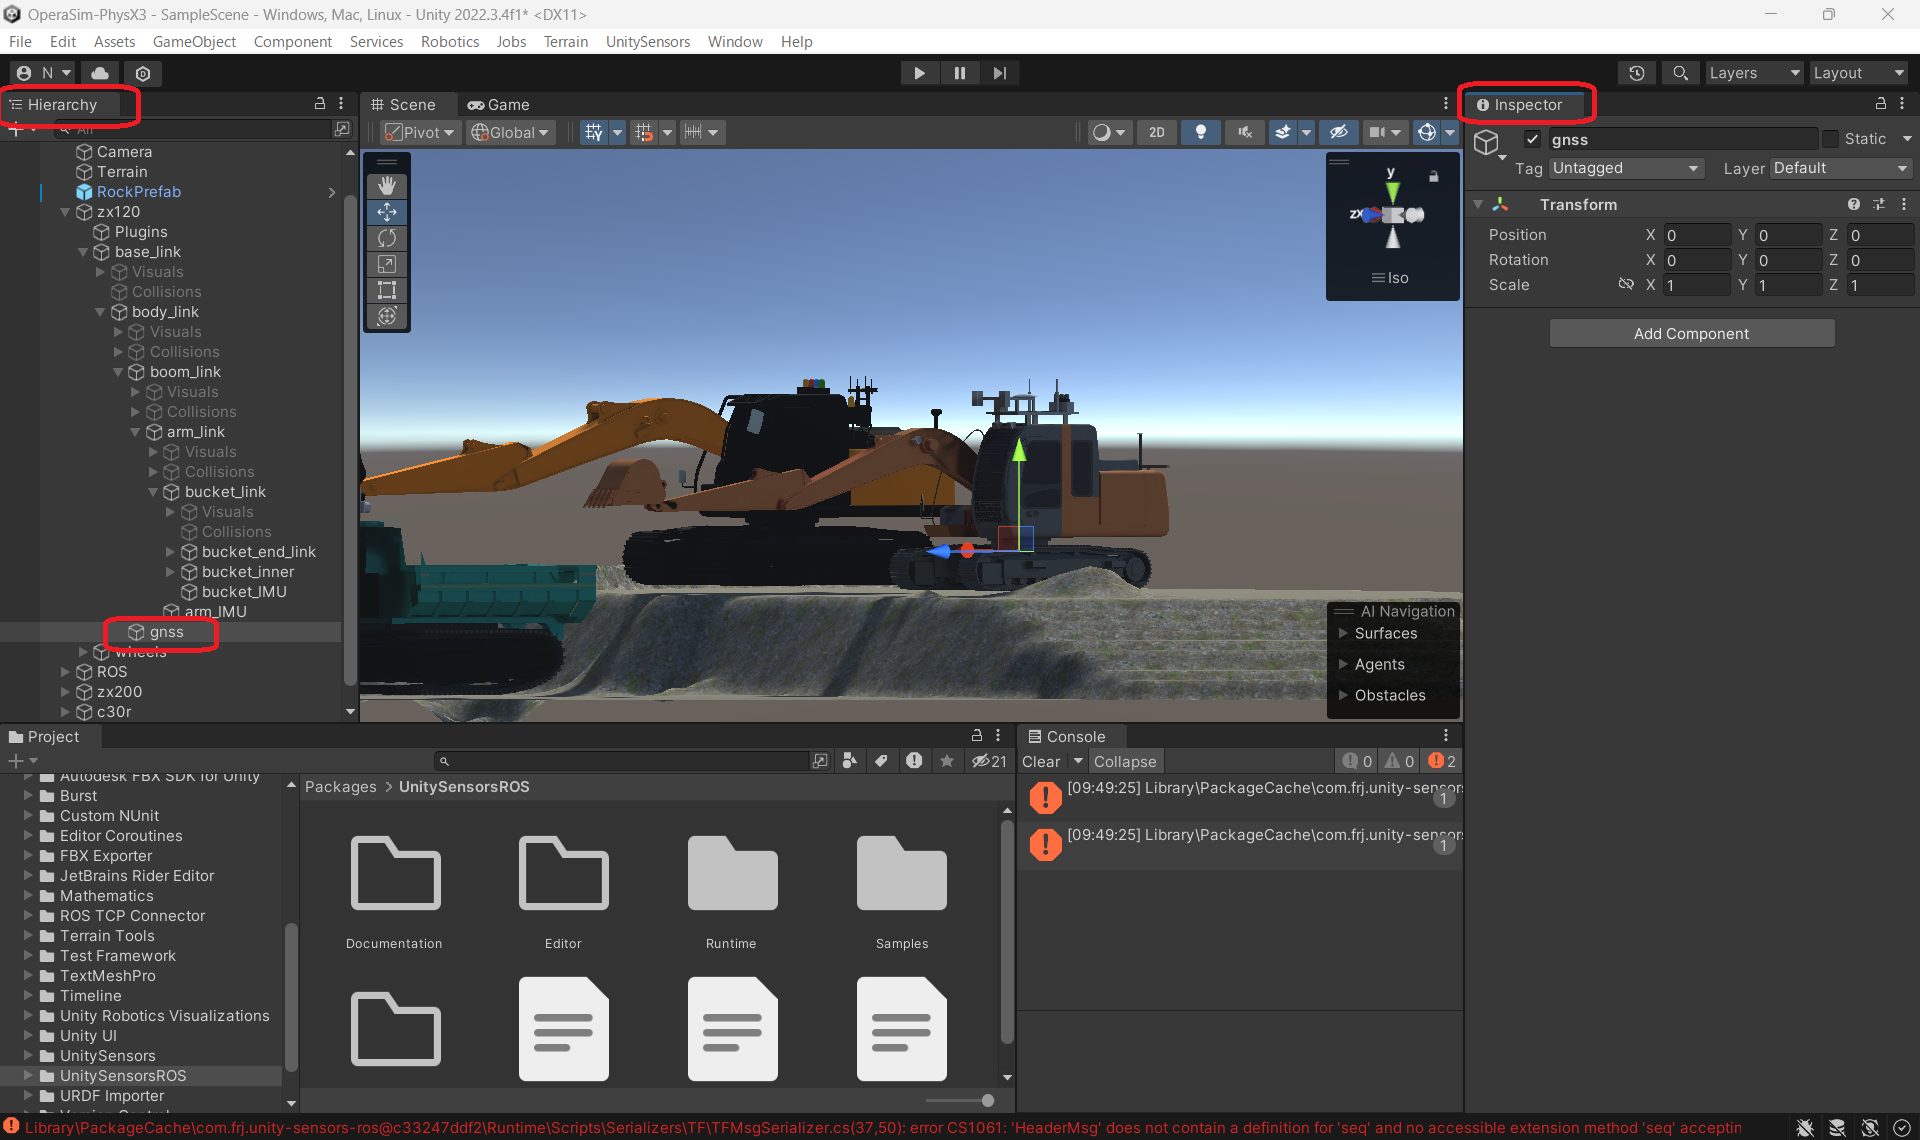 OperaSim-PhysX3 - SampleScene - Windows, Mac, Linux - Unity 2022.3.4f1* <DX11>
File Edit Assets GameObject Component Services Robotics Jobs Terrain UnitySensors Window Help
N
Layers
Layout
Hierarchy
All
Camera
Terrain
RockPrefab
zx120
Plugins
base_link
Visuals
Collisions
body_link
Visuals
Collisions
boom_link
Visuals
Collisions
arm_link
Visuals
Collisions
bucket_link
Visuals
Collisions
bucket_end_link
bucket_inner
bucket_IMU
arm_IMU
gnss
wheels
ROS
zx200
c30r
Scene Game
Pivot Global 2D
y
zx
Iso
AI Navigation
Surfaces
Agents
Obstacles
Inspector
gnss Static
Tag Untagged Layer Default
Transform
Position X 0 Y 0 Z 0
Rotation X 0 Y 0 Z 0
Scale X 1 Y 1 Z 1
Add Component
Project
21
Autodesk FBX SDK for Unity
Burst
Custom NUnit
Editor Coroutines
FBX Exporter
JetBrains Rider Editor
Mathematics
ROS TCP Connector
Terrain Tools
Test Framework
TextMeshPro
Timeline
Unity Robotics Visualizations
Unity UI
UnitySensors
UnitySensorsROS
URDF Importer
Version Control
Packages > UnitySensorsROS
Documentation Editor Runtime Samples
Console
Clear Collapse 0 0 2
[09:49:25] Library\PackageCache\com.frj.unity-sensors
1
[09:49:25] Library\PackageCache\com.frj.unity-sensors
1
Library\PackageCache\com.frj.unity-sensors-ros@c33247ddf2\Runtime\Scripts\Serializers\TF\TFMsgSerializer.cs(37,50): error CS1061: 'HeaderMsg' does not contain a definition for 'seq' and no accessible extension method 'seq' acceptin